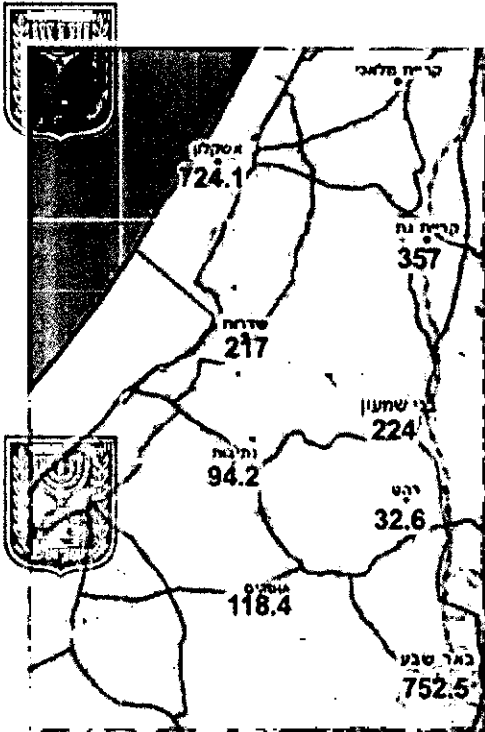 קריית מלאכי
אשקלון
724.1
קריית גת
357
שדרות
217
בני שמעון
224
נתיבות
94.2
רהט
32.6
אופקים
118.4
באר שבע
752.5